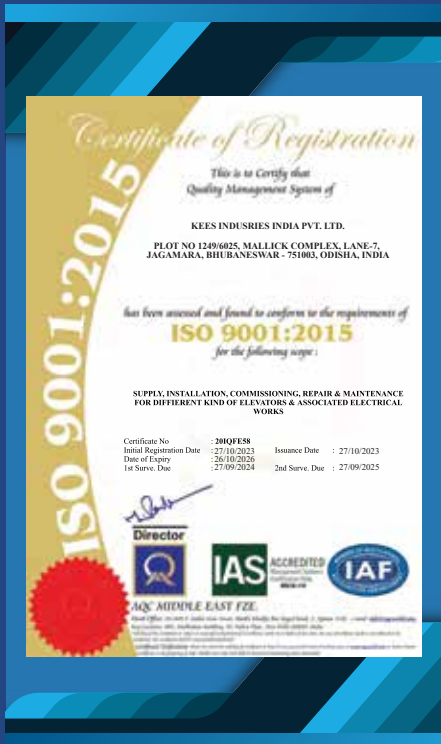 Certificate of Registration
This is to Certify that
Quality Management System of
KEES INDUSRIES INDIA PVT. LTD.
PLOT NO 1249/6025, MALLICK COMPLEX, LANE-7,
JAGAMARA, BHUBANESWAR - 751003, ODISHA, INDIA
has been assessed and found to conform to the requirements of
ISO 9001:2015
for the following scope :
SUPPLY, INSTALLATION, COMMISSIONING, REPAIR & MAINTENANCE
FOR DIFFIERENT KIND OF ELEVATORS & ASSOCIATED ELECTRICAL
WORKS
Certificate No : 20IQFE58
Initial Registration Date : 27/10/2023 Issuance Date : 27/10/2023
Date of Expiry : 26/10/2026
1st Surve. Due : 27/09/2024 2nd Surve. Due : 27/09/2025
Director
IAS ACCREDITED
IAF
AQC MIDDLE EAST FZE.
ISO 9001:2015